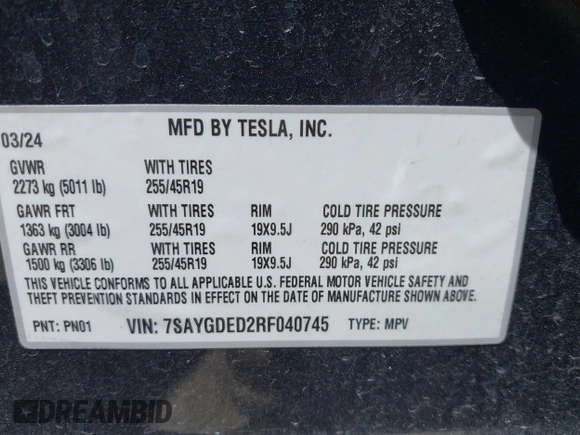 MFD BY TESLA, INC.
03/24
GVWR WITH TIRES
2273 kg (5011 lb) 255/45R19
GAWR FRT WITH TIRES RIM COLD TIRE PRESSURE
1363 kg (3004 lb) 255/45R19 19X9.5J 290 kPa, 42 psi
GAWR RR WITH TIRES RIM COLD TIRE PRESSURE
1500 kg (3306 lb) 255/45R19 19X9.5J 290 kPa, 42 psi
THIS VEHICLE CONFORMS TO ALL APPLICABLE U.S. FEDERAL MOTOR VEHICLE SAFETY AND
THEFT PREVENTION STANDARDS IN EFFECT ON THE DATE OF MANUFACTURE SHOWN ABOVE.
PNT: PN01 VIN: 7SAYGDED2RF040745 TYPE: MPV
DREAMBID